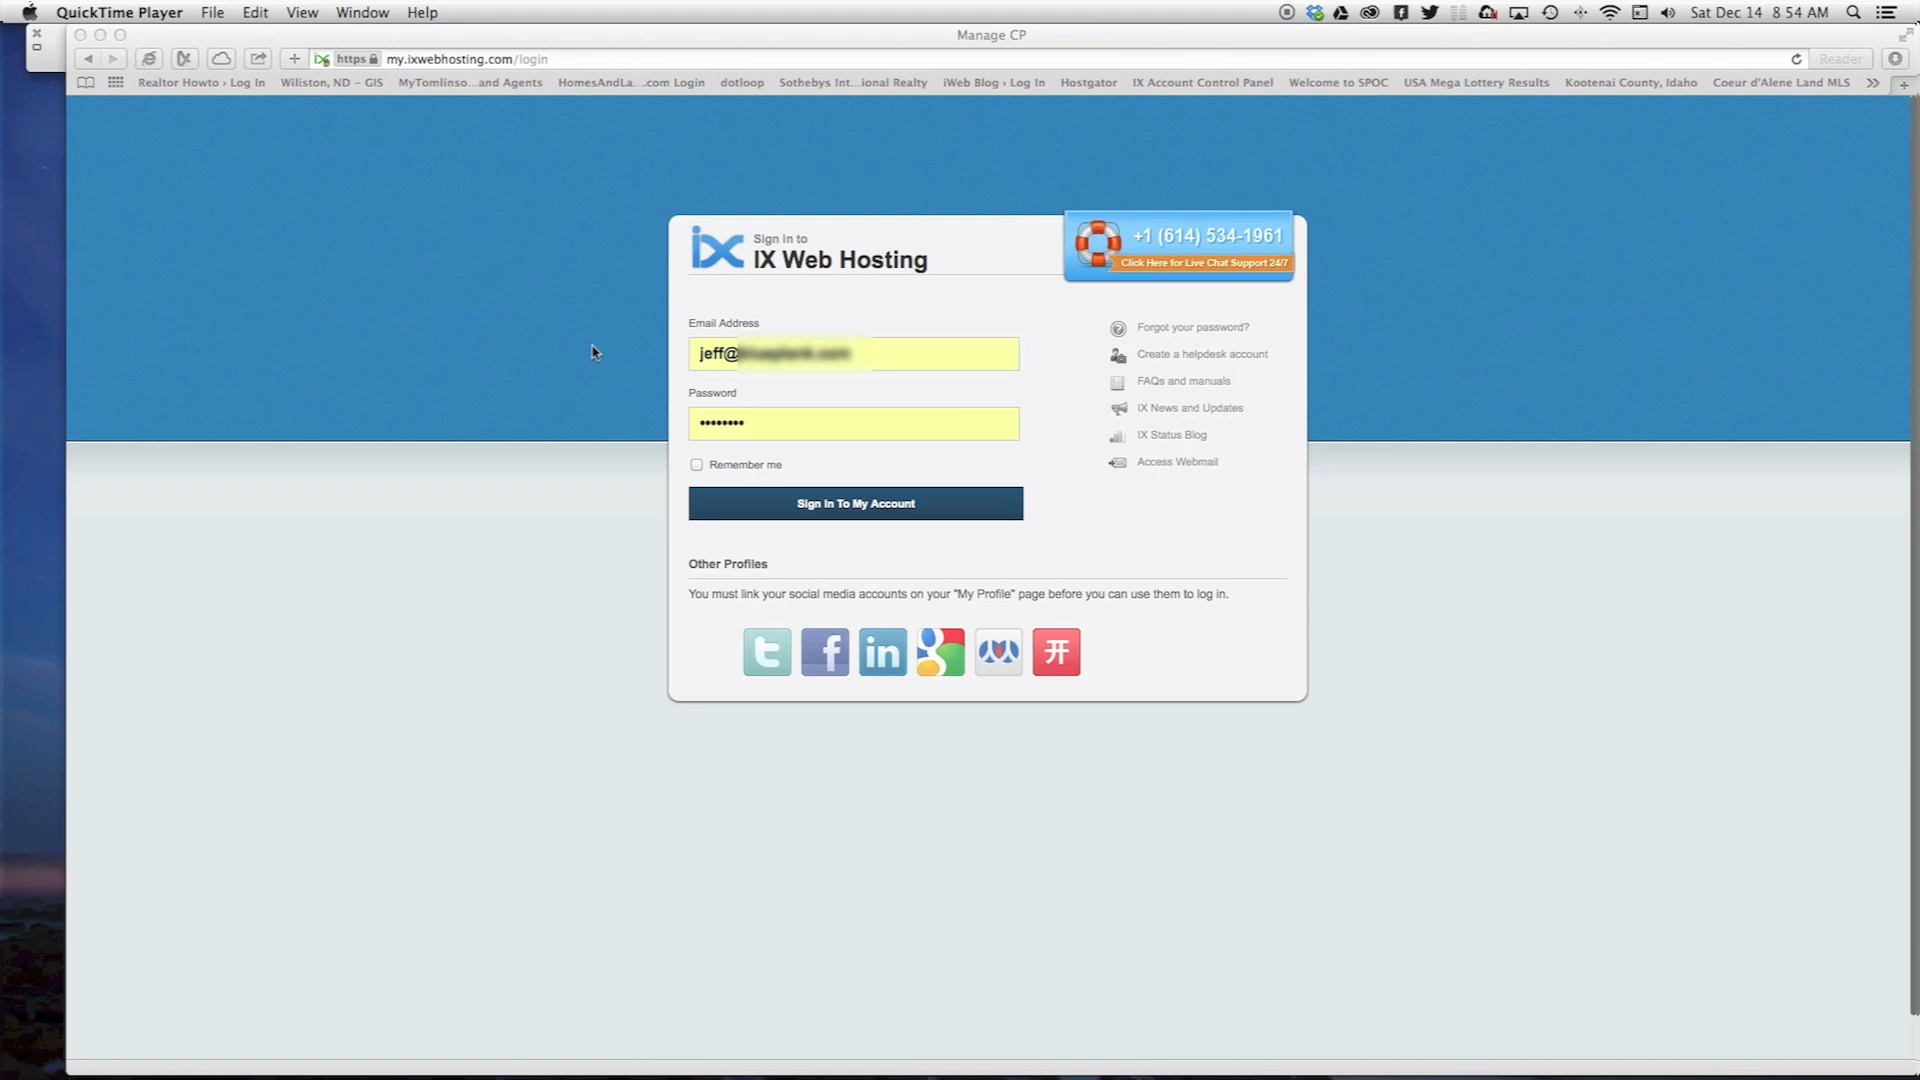 QuickTime Player File Edit View Window Help Sat Dec 14 8:54 AM
Manage CP
https my.ixwebhosting.com/login Reader
Realtor Howto › Log In Wiliston, ND – GIS MyTomlinso...and Agents HomesAndLa....com Login dotloop Sothebys Int...ional Realty iWeb Blog › Log In Hostgator IX Account Control Panel Welcome to SPOC USA Mega Lottery Results Kootenai County, Idaho Coeur d'Alene Land MLS
ix
Sign in to
IX Web Hosting
+1 (614) 534-1961
Click Here for Live Chat Support 24/7
Email Address
jeff@
Password
Remember me
Sign In To My Account
Forgot your password?
Create a helpdesk account
FAQs and manuals
IX News and Updates
IX Status Blog
Access Webmail
Other Profiles
You must link your social media accounts on your "My Profile" page before you can use them to log in.
t f in g 开